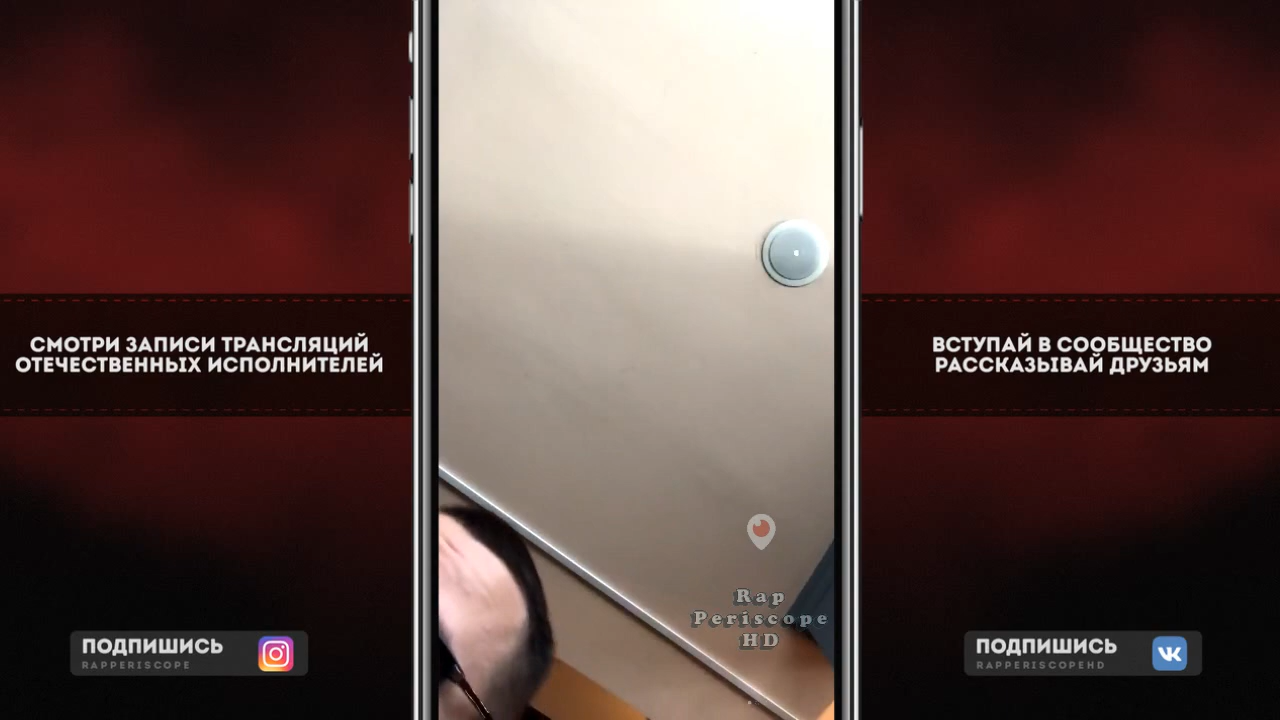 СМОТРИ ЗАПИСИ ТРАНСЛЯЦИЙ
ОТЕЧЕСТВЕННЫХ ИСПОЛНИТЕЛЕЙ
ПОДПИШИСЬ
RAPPERISCOPE
Rap
Periscope
HD
ВСТУПАЙ В СООБЩЕСТВО
РАССКАЗЫВАЙ ДРУЗЬЯМ
ПОДПИШИСЬ
RAPPERISCOPEHD